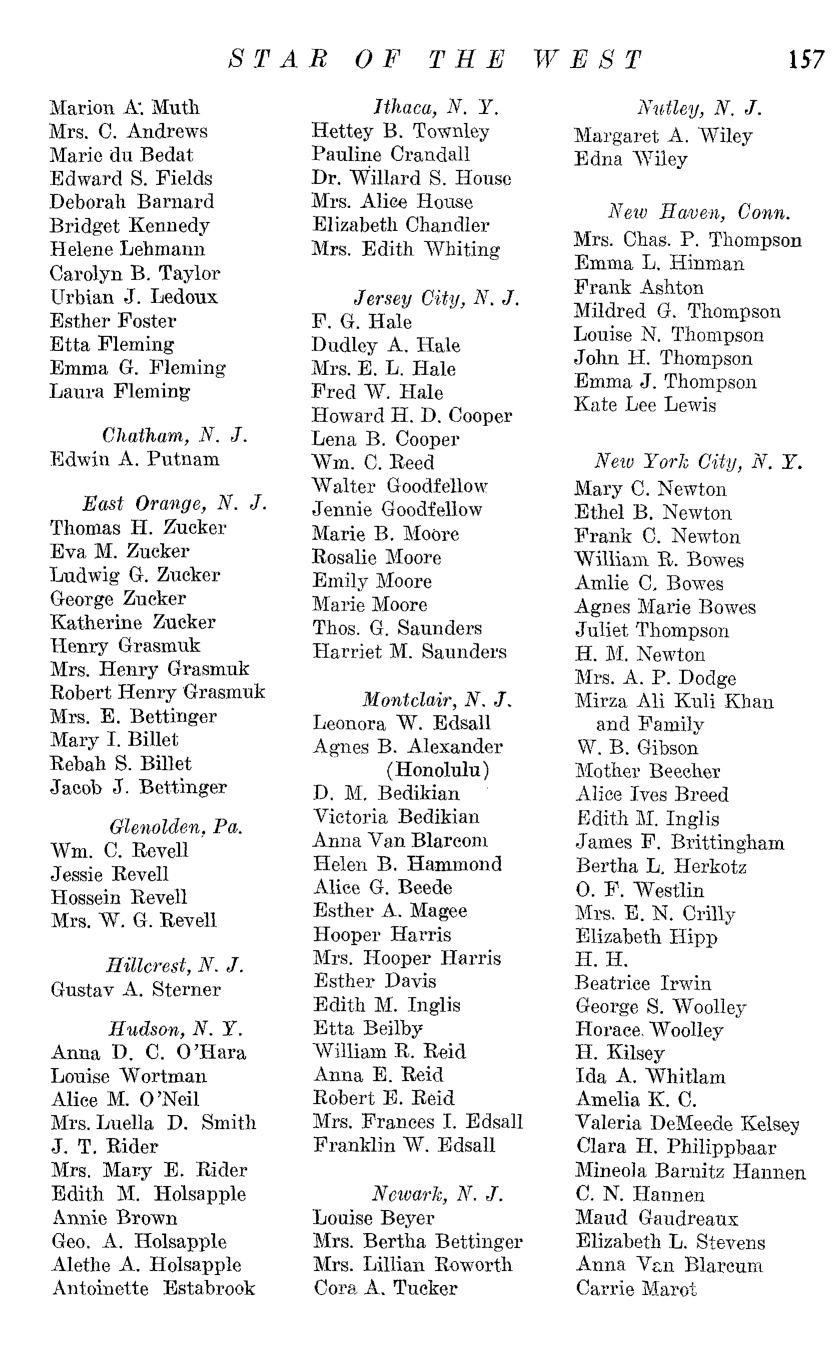 STAR OF THE WEST 157
Marion A. Muth
Mrs. C. Andrews
Marie du Bedat
Edward S. Fields
Deborah Barnard
Bridget Kennedy
Helene Lehmann
Carolyn B. Taylor
Urbian J. Ledoux
Esther Foster
Etta Fleming
Emma G. Fleming
Laura Fleming
Chatham, N. J.
Edwin A. Putnam
East Orange, N. J.
Thomas H. Zucker
Eva M. Zucker
Ludwig G. Zucker
George Zucker
Katherine Zucker
Henry Grasmuk
Mrs. Henry Grasmuk
Robert Henry Grasmuk
Mrs. E. Bettinger
Mary I. Billet
Rebah S. Billet
Jacob J. Bettinger
Glenolden, Pa.
Wm. C. Revell
Jessie Revell
Hossein Revell
Mrs. W. G. Revell
Hillcrest, N. J.
Gustav A. Sterner
Hudson, N. Y.
Anna D. C. O'Hara
Louise Wortman
Alice M. O'Neil
Mrs. Luella D. Smith
J. T. Rider
Mrs. Mary E. Rider
Edith M. Holsapple
Annie Brown
Geo. A. Holsapple
Alethe A. Holsapple
Antoinette Estabrook
Ithaca, N. Y.
Hettey B. Townley
Pauline Crandall
Dr. Willard S. House
Mrs. Alice House
Elizabeth Chandler
Mrs. Edith Whiting
Jersey City, N. J.
F. G. Hale
Dudley A. Hale
Mrs. E. L. Hale
Fred W. Hale
Howard H. D. Cooper
Lena B. Cooper
Wm. C. Reed
Walter Goodfellow
Jennie Goodfellow
Marie B. Moore
Rosalie Moore
Emily Moore
Marie Moore
Thos. G. Saunders
Harriet M. Saunders
Montclair, N. J.
Leonora W. Edsall
Agnes B. Alexander
(Honolulu)
D. M. Bedikian
Victoria Bedikian
Anna Van Blarcom
Helen B. Hammond
Alice G. Beede
Esther A. Magee
Hooper Harris
Mrs. Hooper Harris
Esther Davis
Edith M. Inglis
Etta Beilby
William R. Reid
Anna E. Reid
Robert E. Reid
Mrs. Frances I. Edsall
Franklin W. Edsall
Newark, N. J.
Louise Beyer
Mrs. Bertha Bettinger
Mrs. Lillian Roworth
Cora A. Tucker
Nutley, N. J.
Margaret A. Wiley
Edna Wiley
New Haven, Conn.
Mrs. Chas. P. Thompson
Emma L. Hinman
Frank Ashton
Mildred G. Thompson
Louise N. Thompson
John H. Thompson
Emma J. Thompson
Kate Lee Lewis
New York City, N. Y.
Mary C. Newton
Ethel B. Newton
Frank C. Newton
William R. Bowes
Amlie C. Bowes
Agnes Marie Bowes
Juliet Thompson
H. M. Newton
Mrs. A. P. Dodge
Mirza Ali Kuli Khan
and Family
W. B. Gibson
Mother Beecher
Alice Ives Breed
Edith M. Inglis
James F. Brittingham
Bertha L. Herkotz
O. F. Westlin
Mrs. E. N. Crilly
Elizabeth Hipp
H. H.
Beatrice Irwin
George S. Woolley
Horace Woolley
H. Kilsey
Ida A. Whitlam
Amelia K. C.
Valeria DeMeede Kelsey
Clara H. Philippbaar
Mineola Barnitz Hannen
C. N. Hannen
Maud Gaudreaux
Elizabeth L. Stevens
Anna Van Blarcum
Carrie Marot